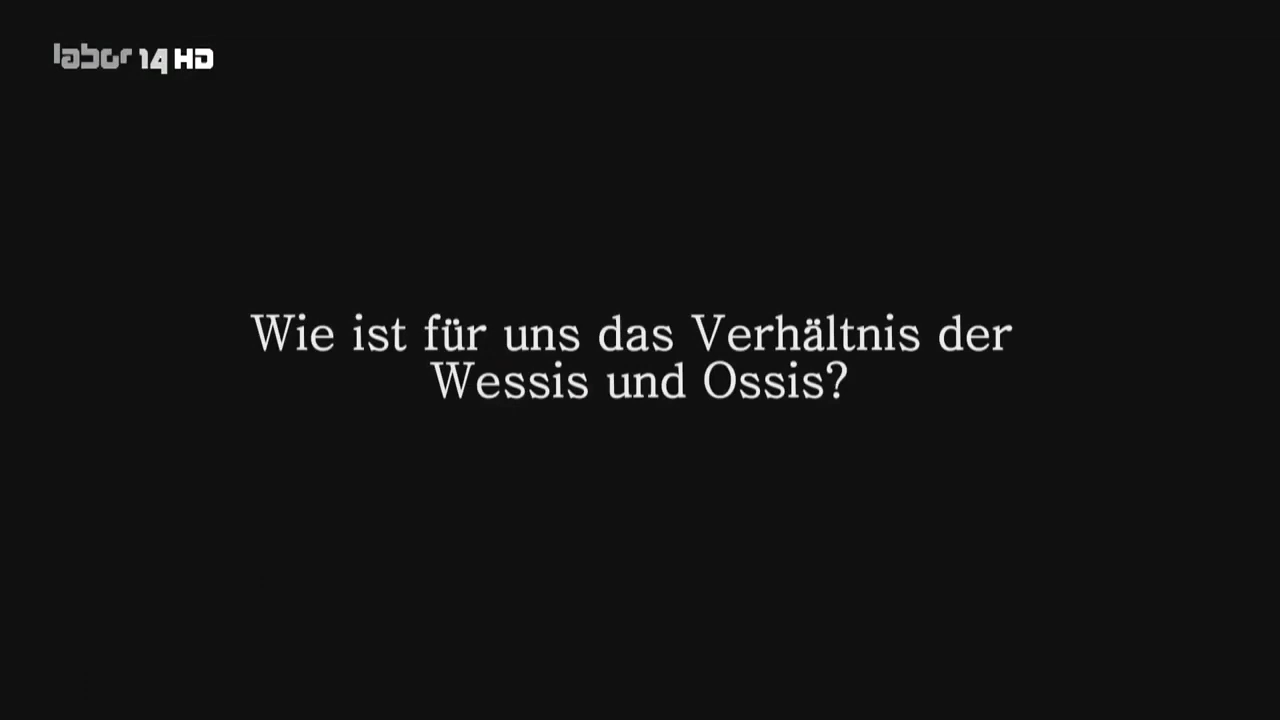 labor 14 HD
Wie ist für uns das Verhältnis der
Wessis und Ossis?